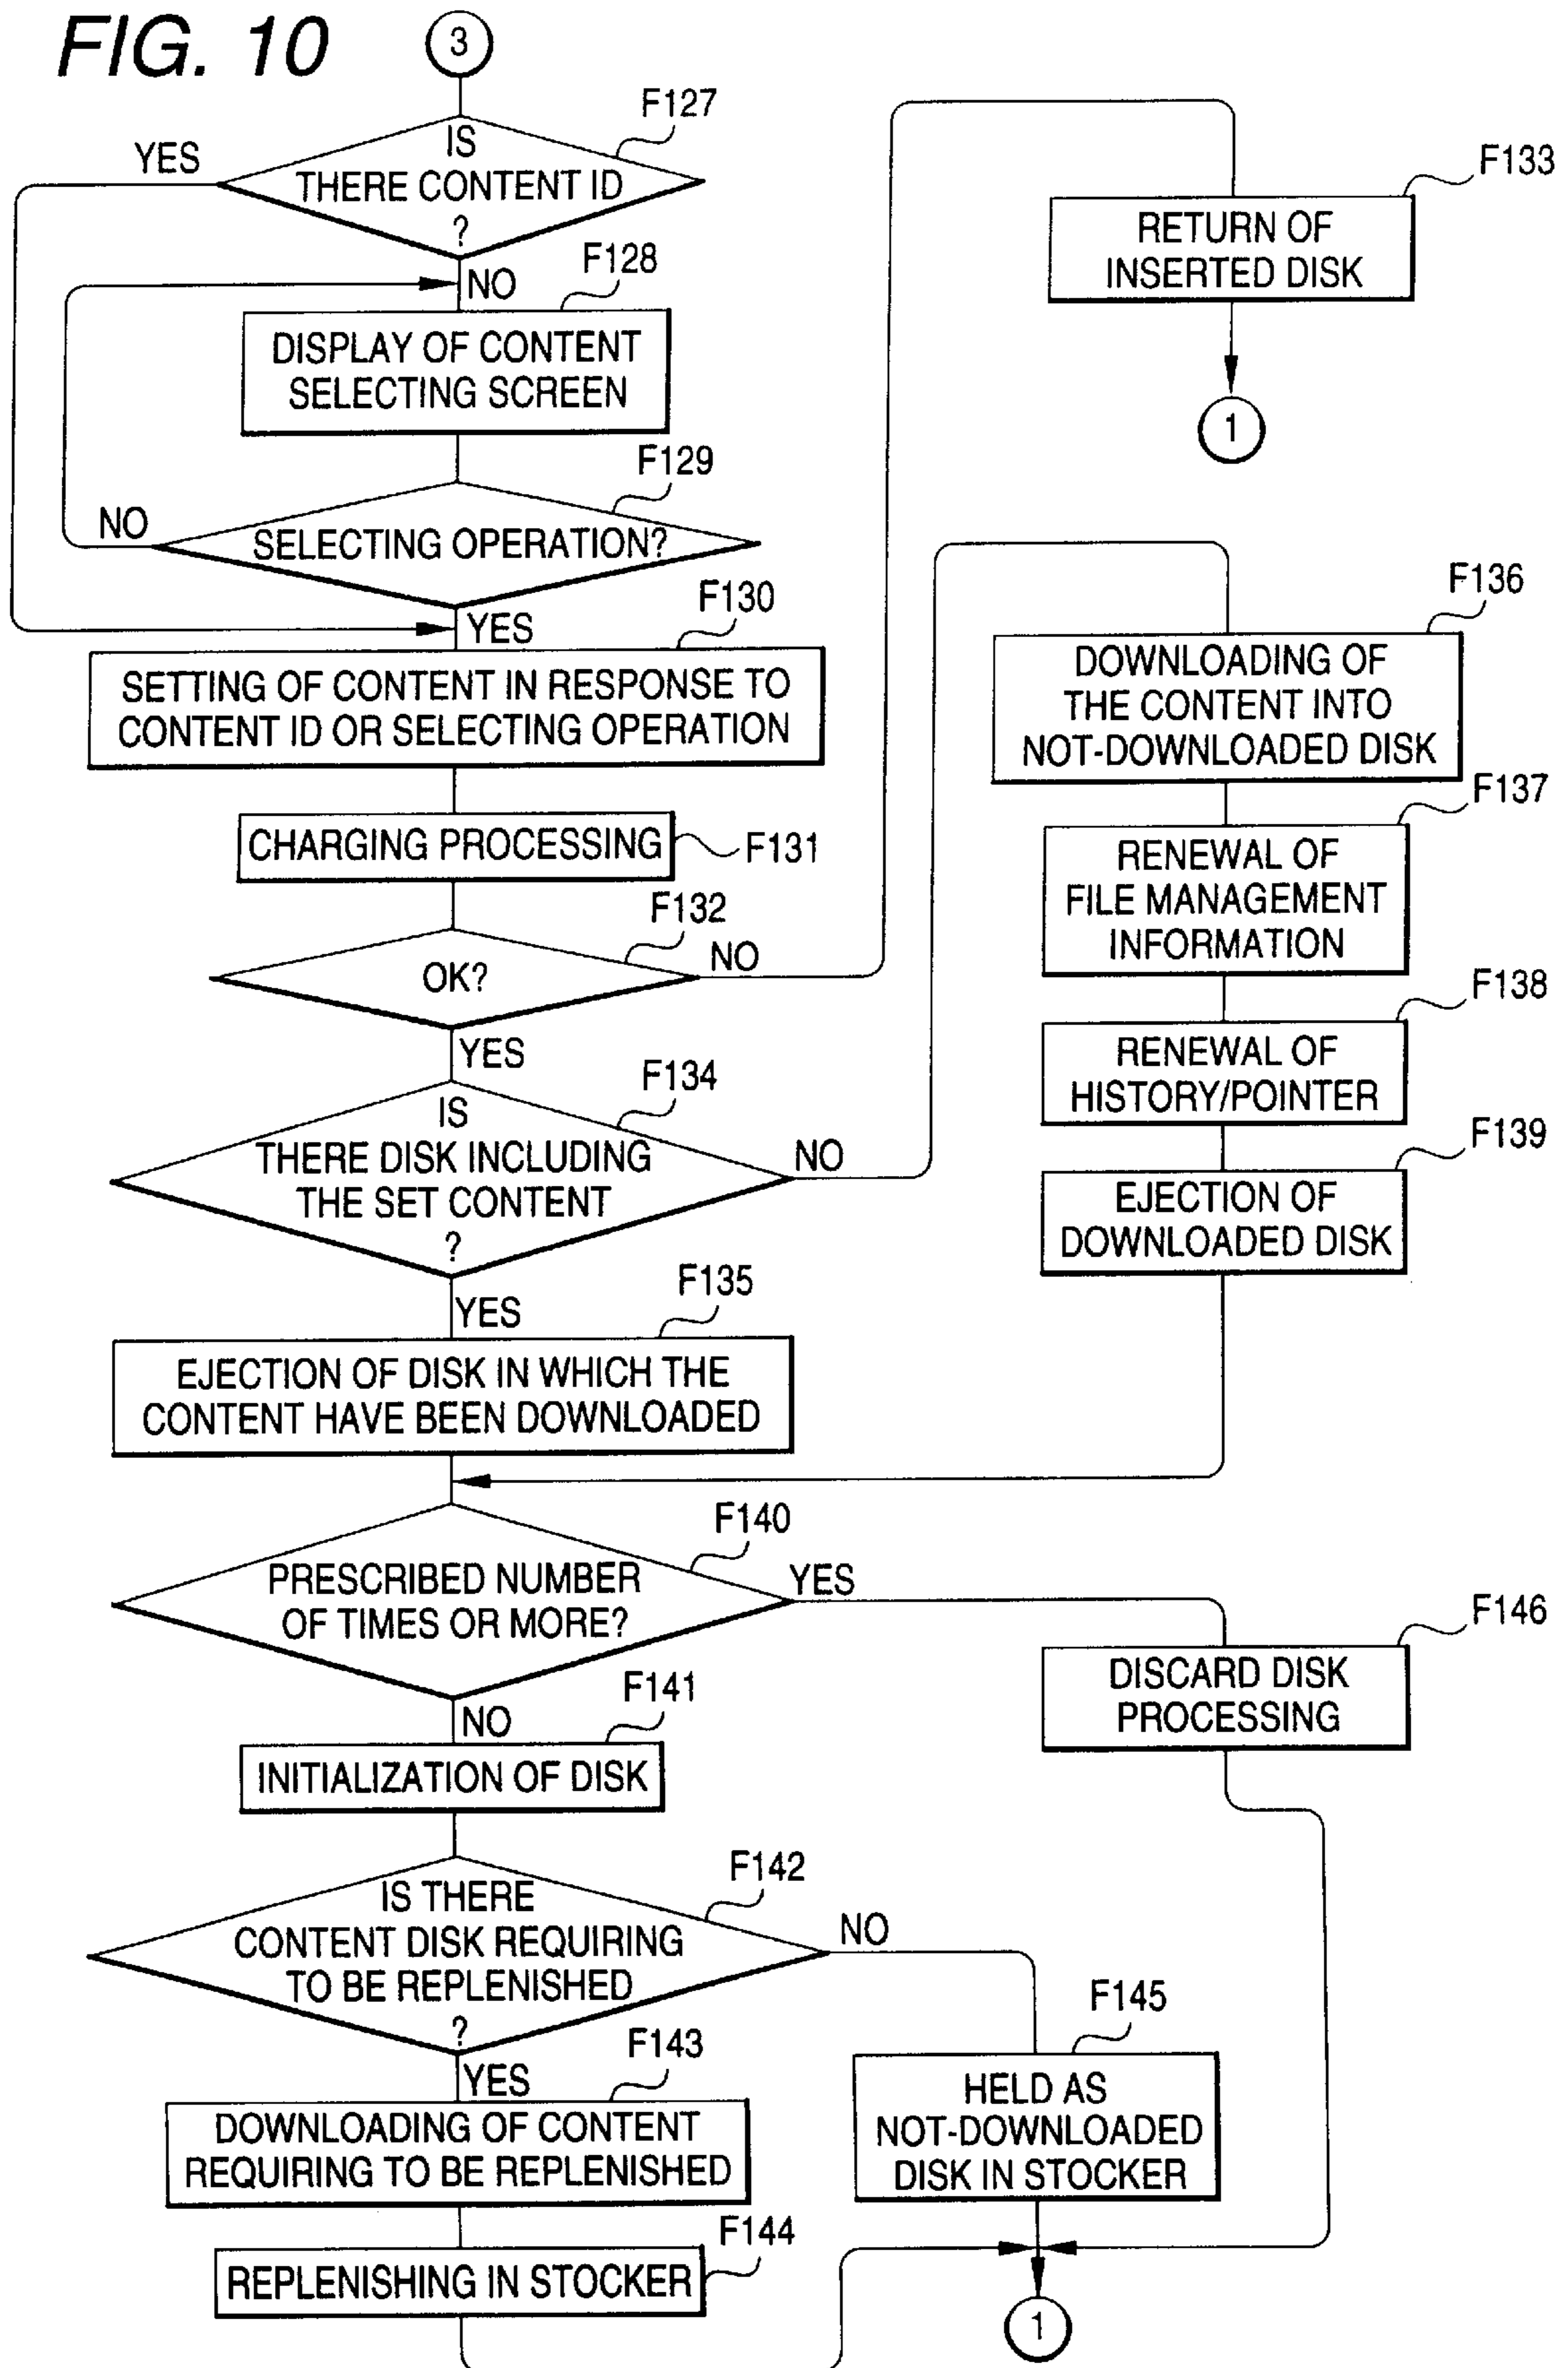 FIG. 10
3
F127
YES
IS
THERE CONTENT ID
?
NO
F128
DISPLAY OF CONTENT
SELECTING SCREEN
F129
NO
SELECTING OPERATION?
YES
F130
SETTING OF CONTENT IN RESPONSE TO
CONTENT ID OR SELECTING OPERATION
CHARGING PROCESSING
F131
F132
OK?
NO
YES
F133
RETURN OF
INSERTED DISK
1
F134
IS
THERE DISK INCLUDING
THE SET CONTENT
?
NO
YES
F135
EJECTION OF DISK IN WHICH THE
CONTENT HAVE BEEN DOWNLOADED
F136
DOWNLOADING OF
THE CONTENT INTO
NOT-DOWNLOADED DISK
F137
RENEWAL OF
FILE MANAGEMENT
INFORMATION
F138
RENEWAL OF
HISTORY/POINTER
F139
EJECTION OF
DOWNLOADED DISK
F140
PRESCRIBED NUMBER
OF TIMES OR MORE?
YES
NO
F141
INITIALIZATION OF DISK
F142
IS THERE
CONTENT DISK REQUIRING
TO BE REPLENISHED
?
NO
YES
F143
DOWNLOADING OF CONTENT
REQUIRING TO BE REPLENISHED
F144
REPLENISHING IN STOCKER
F145
HELD AS
NOT-DOWNLOADED
DISK IN STOCKER
F146
DISCARD DISK
PROCESSING
1